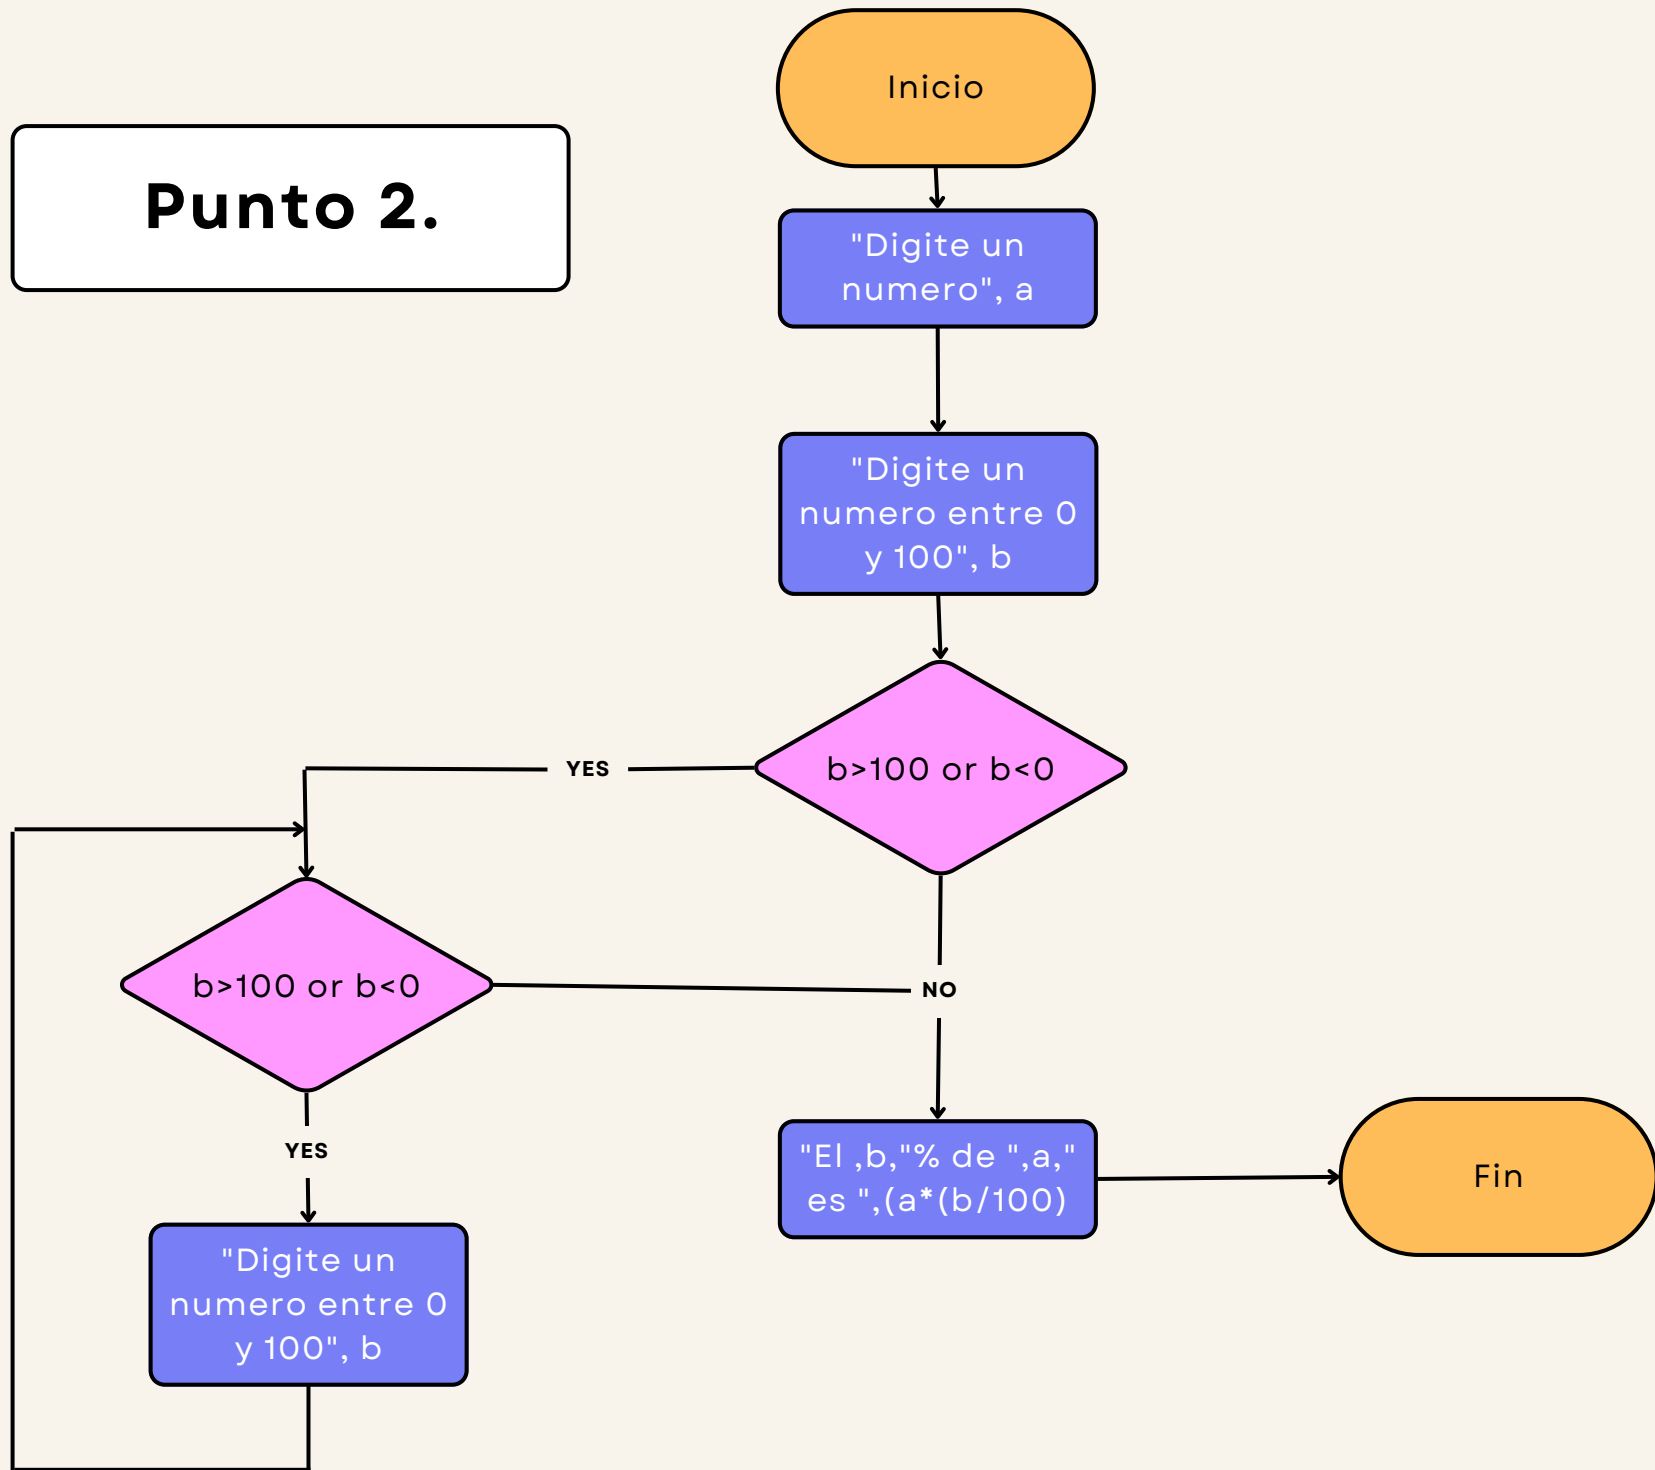 Inicio
Punto 2.
"Digite un
numero", a
"Digite un
numero entre 0
y 100", b
b>100 or b<0
YES
b>100 or b<0
NO
YES
"El ,b,"% de ",a,"
es ",(a*(b/100)
Fin
"Digite un
numero entre 0
y 100", b